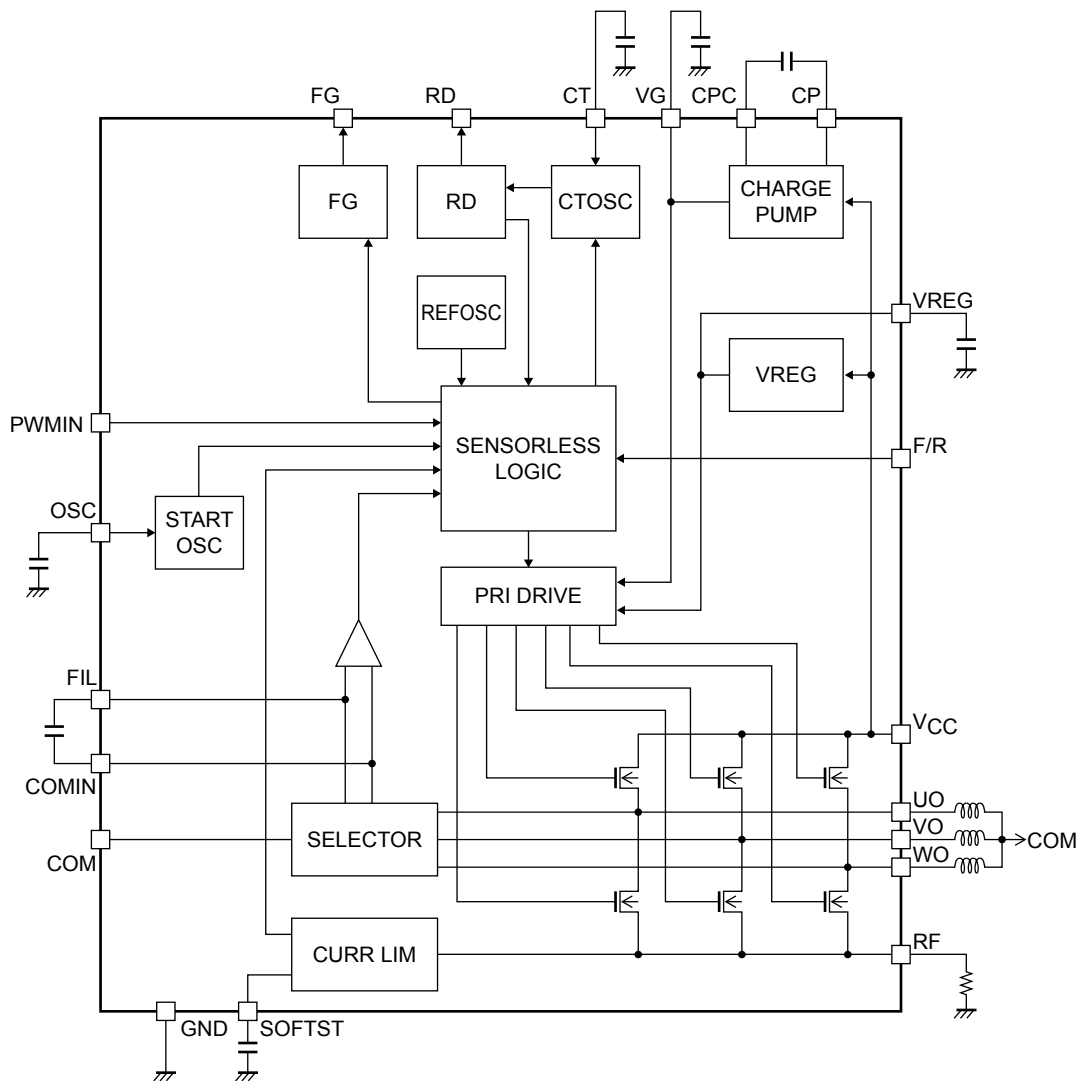 FG
RD
CT
VG
CPC
CP
FG
RD
CTOSC
CHARGE
PUMP
REFOSC
VREG
VREG
PWMIN
SENSORLESS
LOGIC
F/R
OSC
START
OSC
PRI DRIVE
FIL
VCC
COMIN
UO
SELECTOR
VO
COM
COM
WO
CURR LIM
RF
GND
SOFTST